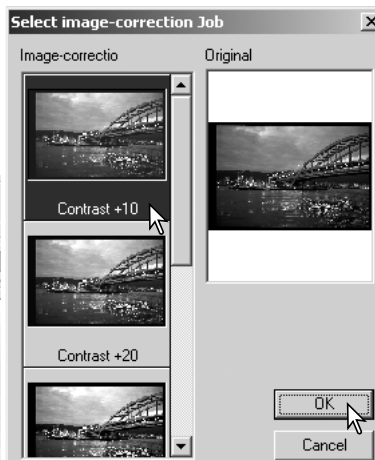 Select image-correction Job
Image-correctio
Original
Contrast +10
Contrast +20
OK
Cancel